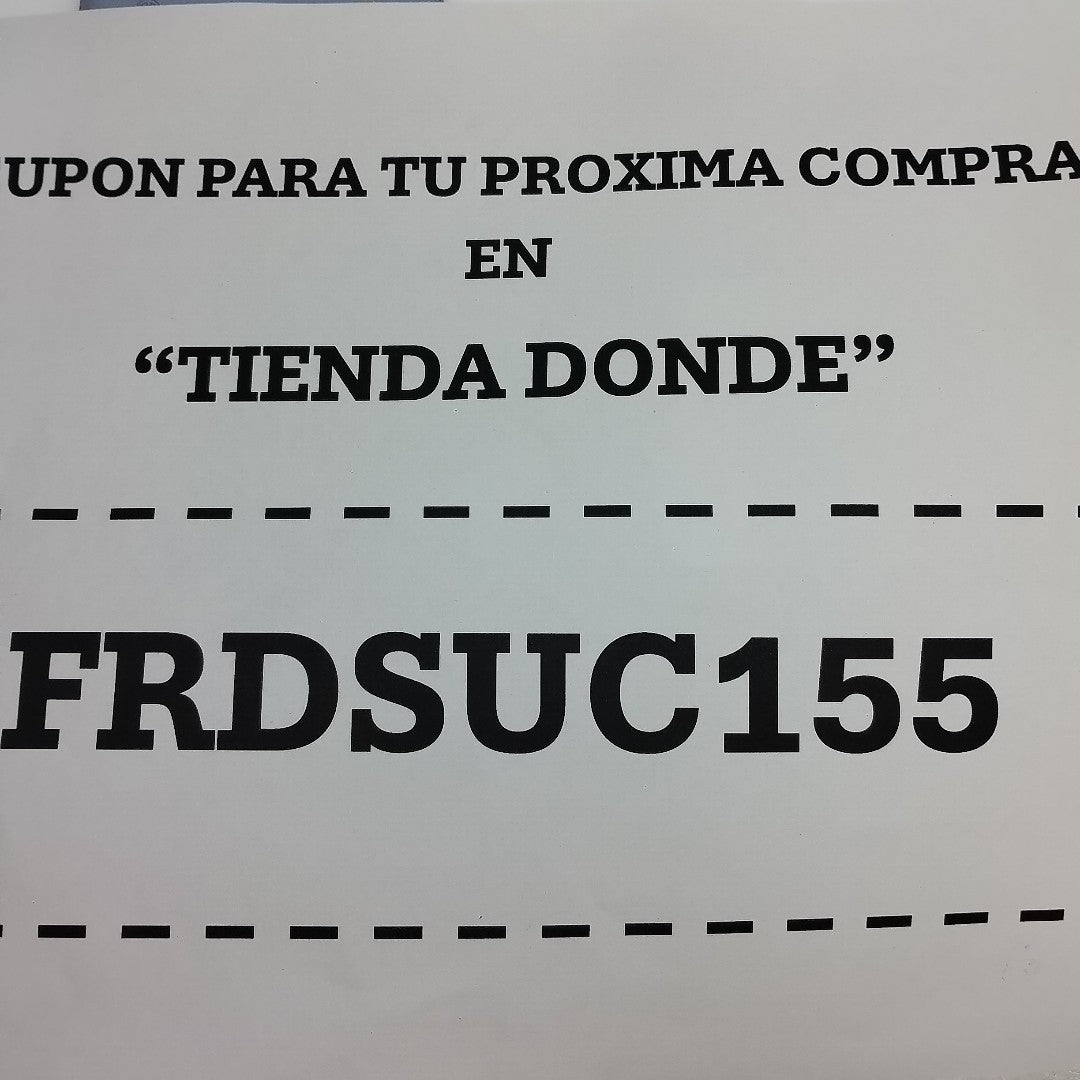 UPON PARA TU PROXIMA COMPRA
EN
“TIENDA DONDE”
FRDSUC155